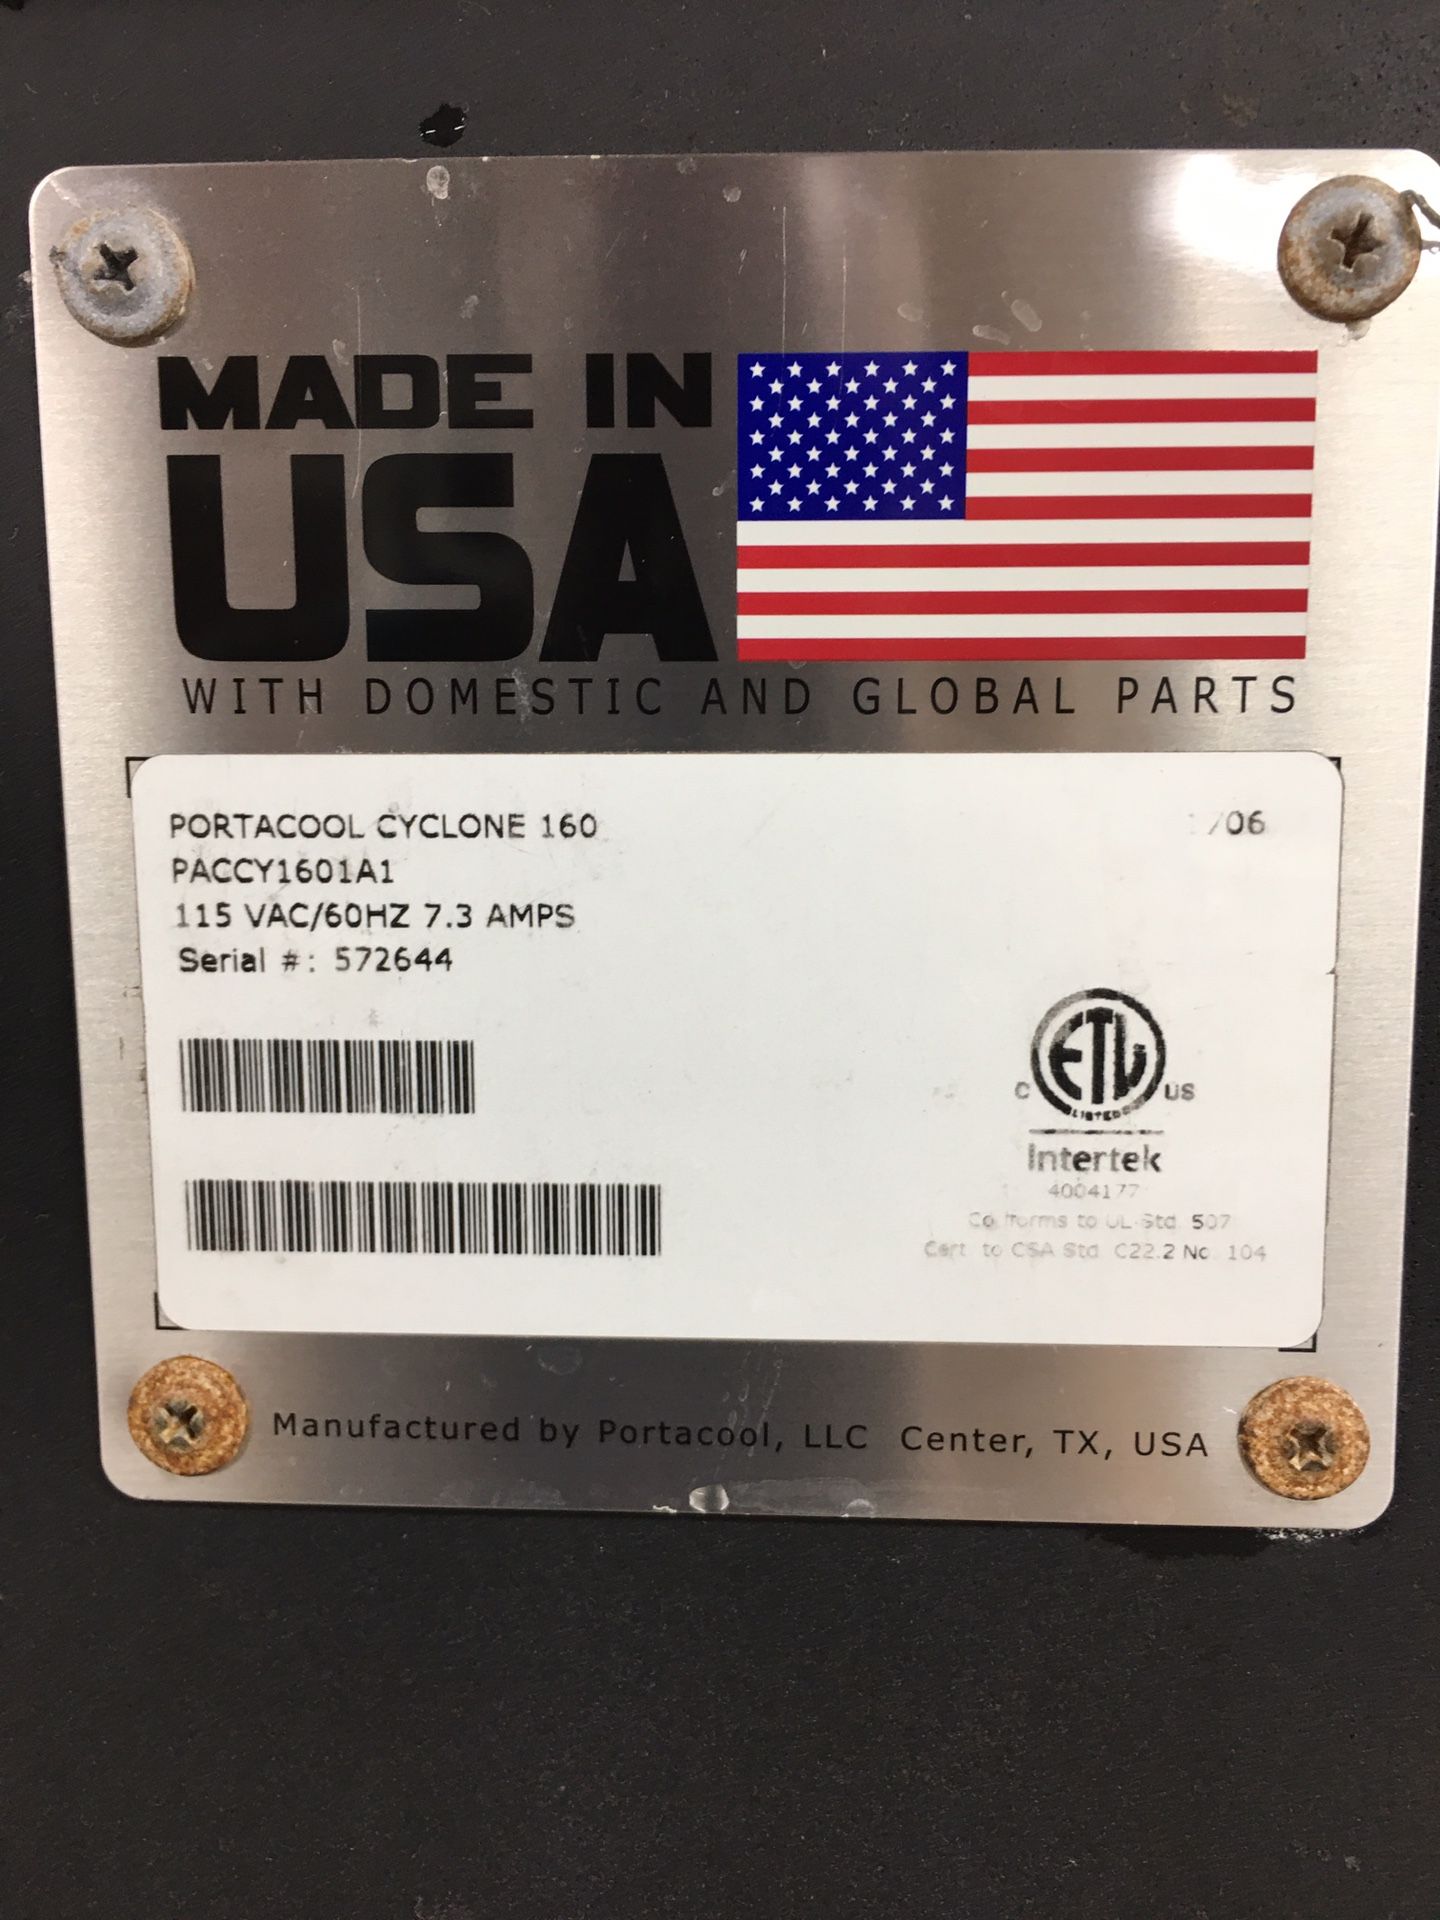 MADE IN
USA
WITH DOMESTIC AND GLOBAL PARTS
PORTACOOL CYCLONE 160
/06
PACCY1601A1
115 VAC/60HZ 7.3 AMPS
Serial #: 572644
ETL
C US
LISTED
Intertek
4004177
Conforms to UL Std. 507
Cert. to CSA Std. C22.2 No. 104
Manufactured by Portacool, LLC Center, TX, USA